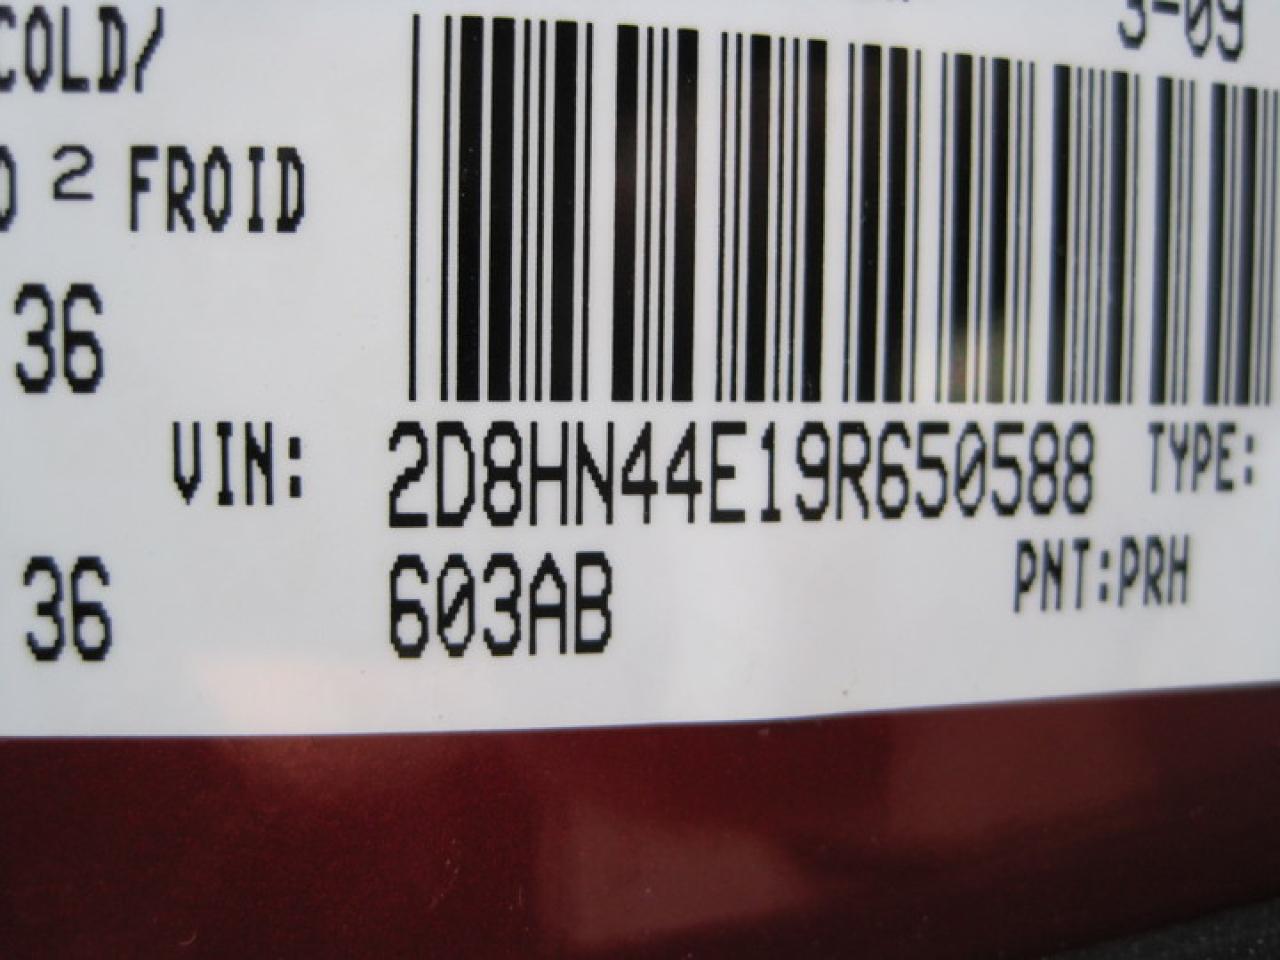 3-09
COLD/
2 FROID
36
VIN: 2D8HN44E19R650588 TYPE:
36 603AB PNT:PRH